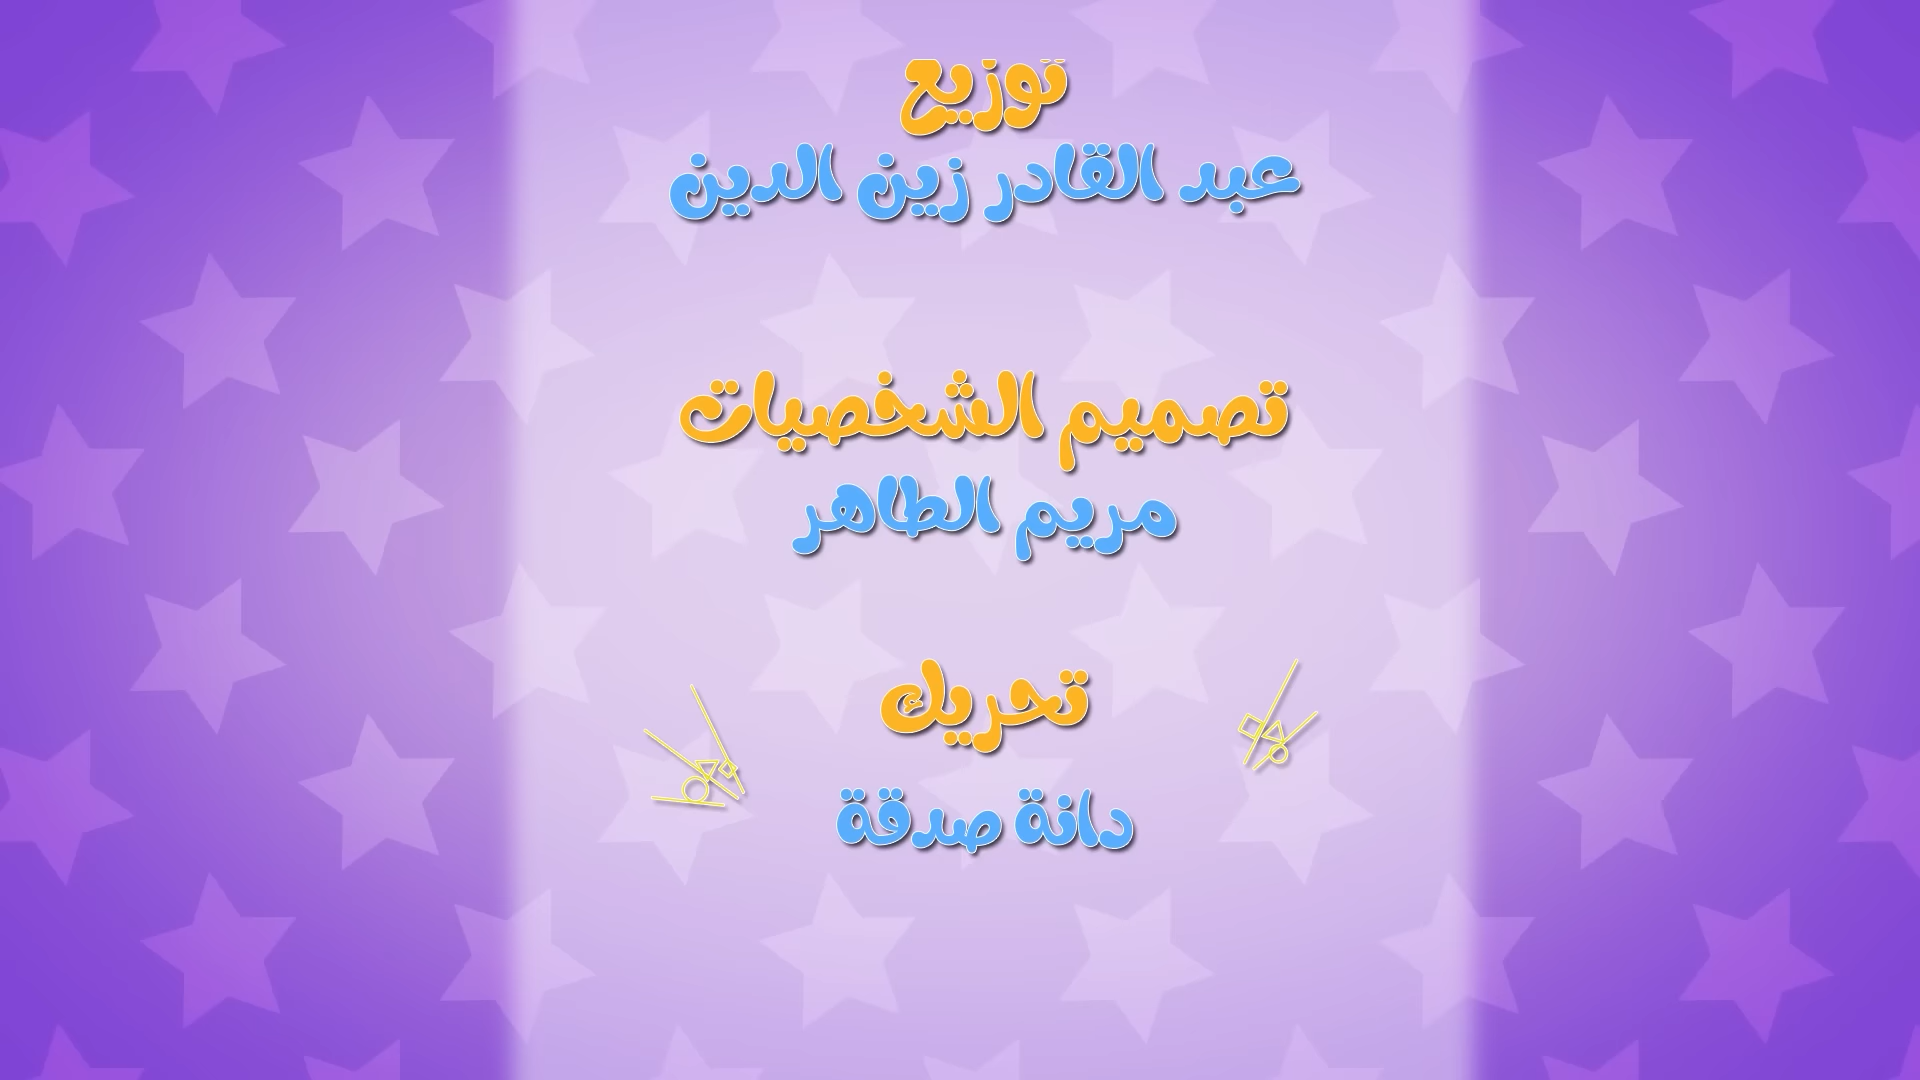 توزيع
عبد القادر زين الدين
تصميم الشخصيات
مريم الطاهر
تحريك
دانة صدقة